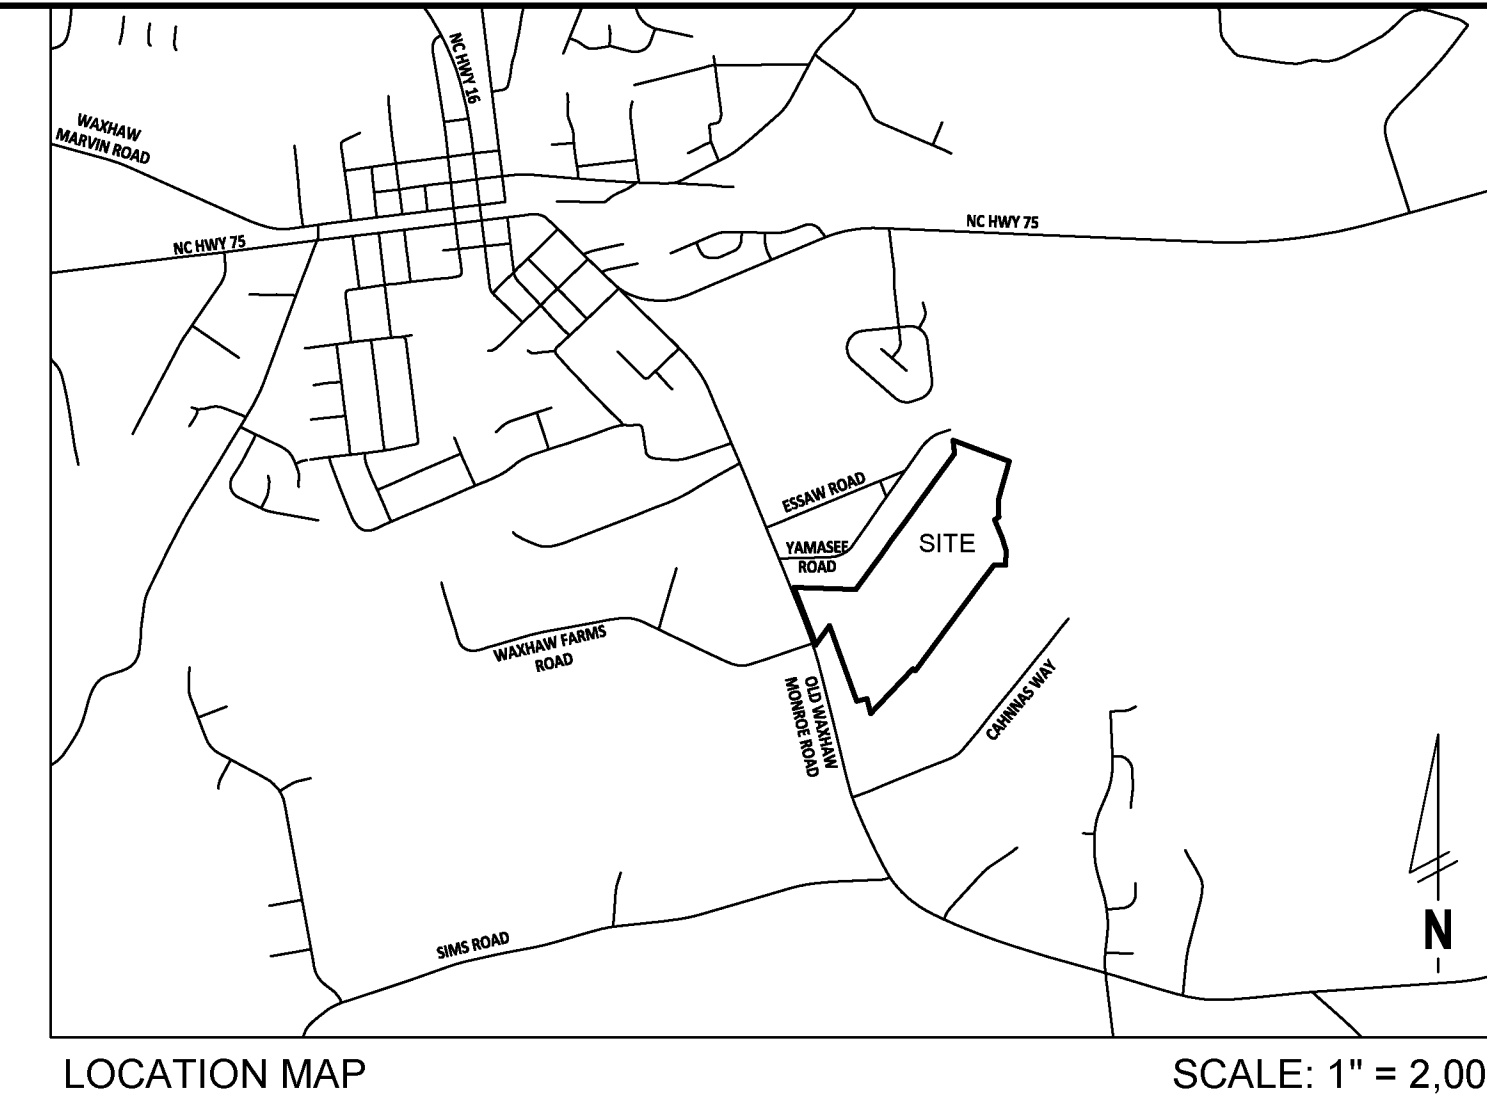 NC HWY 16
WAXHAW
MARVIN ROAD
NC HWY 75
NC HWY 75
ESSAW ROAD
YAMASEE
ROAD
SITE
WAXHAW FARMS
ROAD
OLD WAXHAW
MONROE ROAD
CAHNNAS WAY
SIMS ROAD
N
LOCATION MAP
SCALE: 1" = 2,00